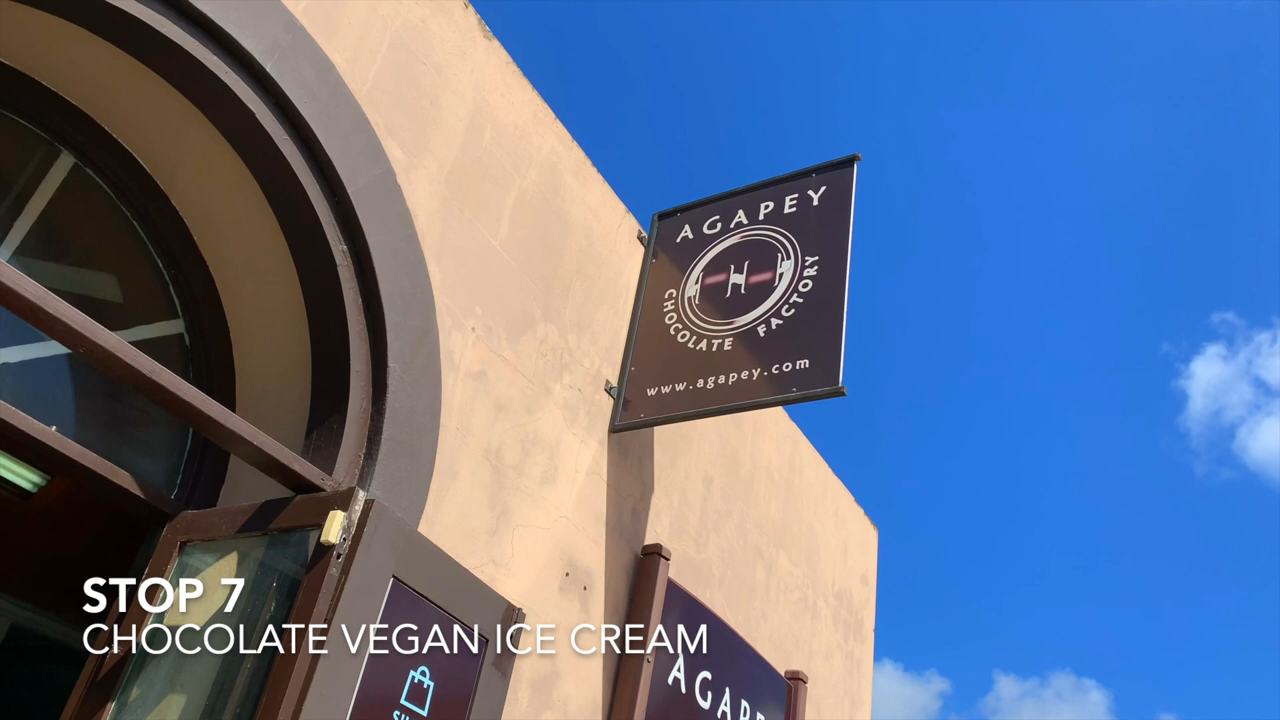 AGAPEY
CHOCOLATE FACTORY
www.agapey.com
STOP 7
CHOCOLATE VEGAN ICE CREAM